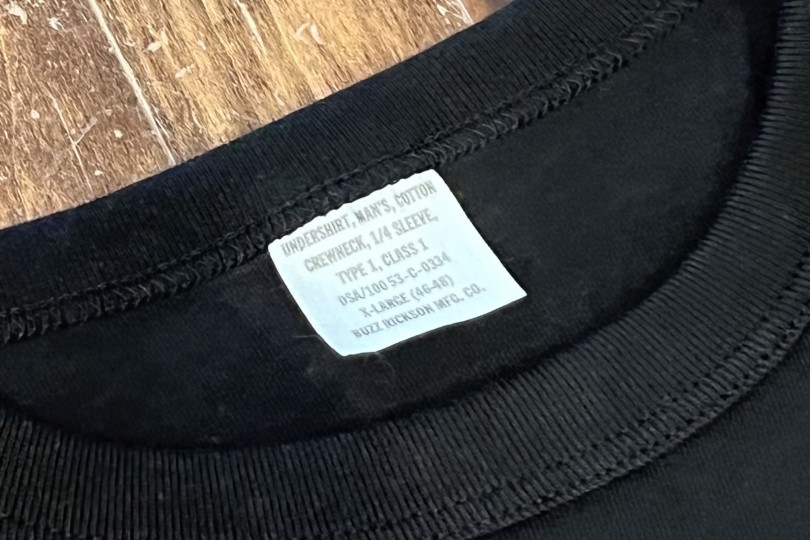 UNDERSHIRT, MAN'S, COTTON
CREWNECK, 1/4 SLEEVE,
TYPE 1, CLASS 1
DSA/100 53-C-0334
X-LARGE (46-48)
BUZZ RICKSON MFG. CO.